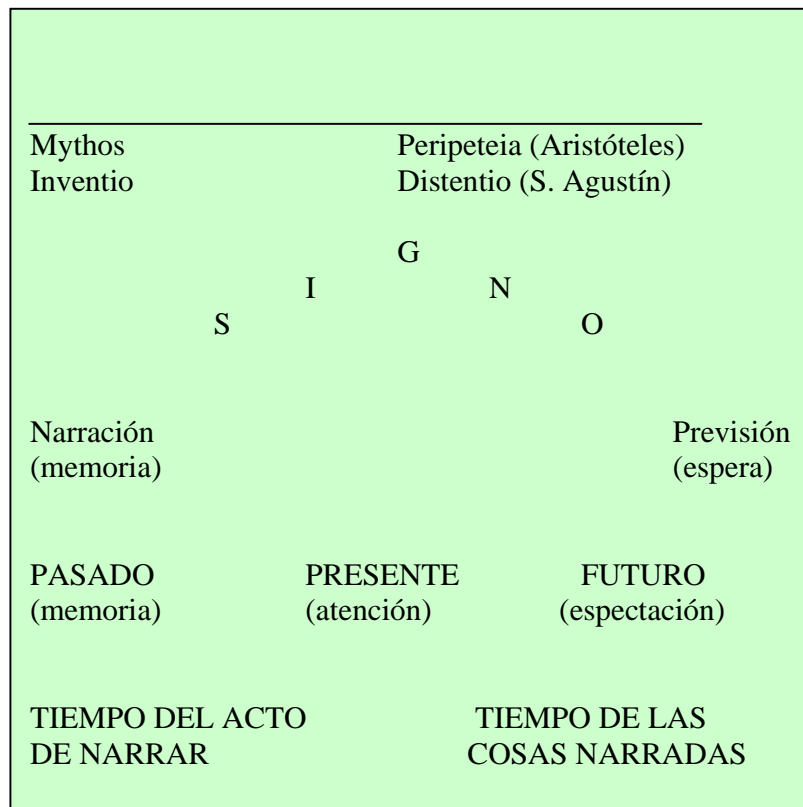 Mythos Peripeteia (Aristóteles)
Inventio Distentio (S. Agustín)
G
I N
S O
Narración Previsión
(memoria) (espera)
PASADO PRESENTE FUTURO
(memoria) (atención) (espectación)
TIEMPO DEL ACTO TIEMPO DE LAS
DE NARRAR COSAS NARRADAS